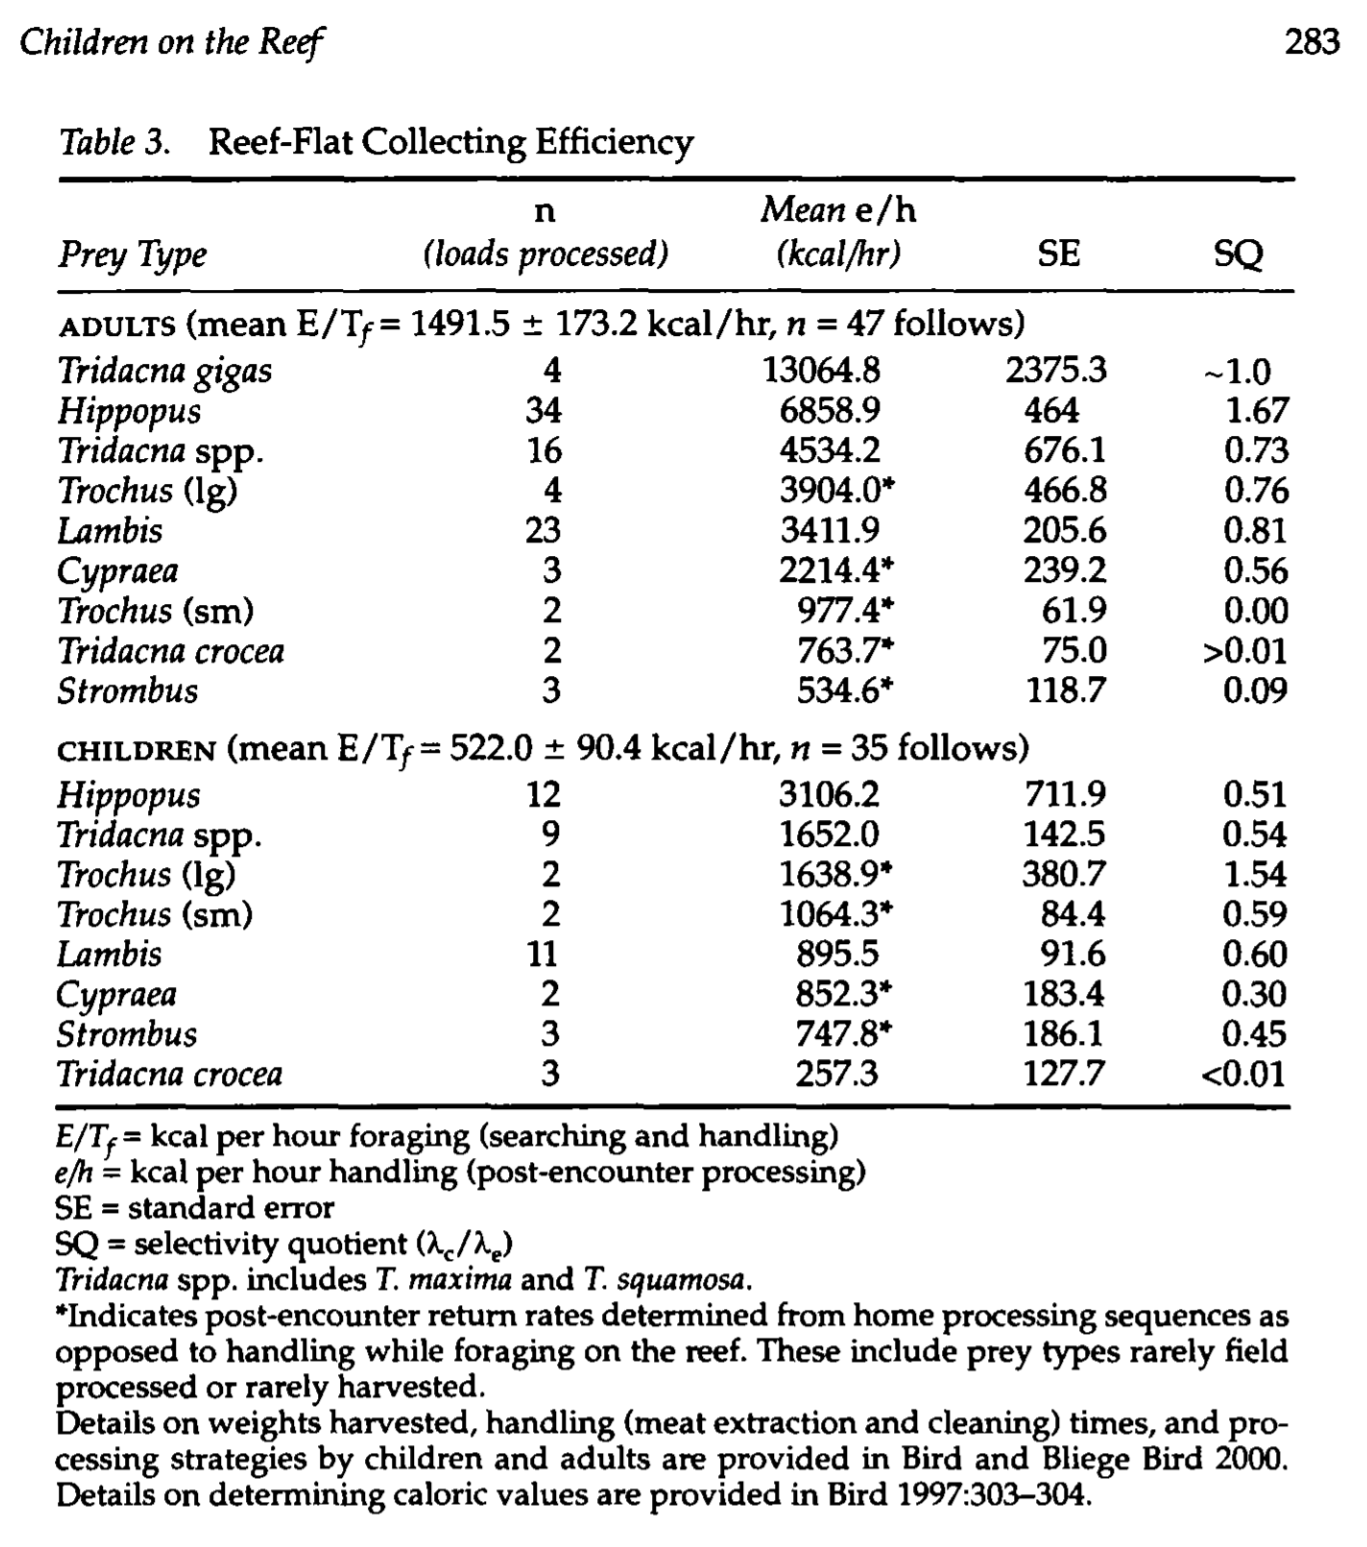 Children on the Reef 283
Table 3. Reef-Flat Collecting Efficiency
n Mean e/h
Prey Type (loads processed) (kcal/hr) SE SQ
ADULTS (mean E/Tf = 1491.5 ± 173.2 kcal/hr, n = 47 follows)
Tridacna gigas 4 13064.8 2375.3 ~1.0
Hippopus 34 6858.9 464 1.67
Tridacna spp. 16 4534.2 676.1 0.73
Trochus (lg) 4 3904.0* 466.8 0.76
Lambis 23 3411.9 205.6 0.81
Cypraea 3 2214.4* 239.2 0.56
Trochus (sm) 2 977.4* 61.9 0.00
Tridacna crocea 2 763.7* 75.0 >0.01
Strombus 3 534.6* 118.7 0.09
CHILDREN (mean E/Tf = 522.0 ± 90.4 kcal/hr, n = 35 follows)
Hippopus 12 3106.2 711.9 0.51
Tridacna spp. 9 1652.0 142.5 0.54
Trochus (lg) 2 1638.9* 380.7 1.54
Trochus (sm) 2 1064.3* 84.4 0.59
Lambis 11 895.5 91.6 0.60
Cypraea 2 852.3* 183.4 0.30
Strombus 3 747.8* 186.1 0.45
Tridacna crocea 3 257.3 127.7 <0.01
E/Tf = kcal per hour foraging (searching and handling)
e/h = kcal per hour handling (post-encounter processing)
SE = standard error
SQ = selectivity quotient (λc/λe)
Tridacna spp. includes T. maxima and T. squamosa.
*Indicates post-encounter return rates determined from home processing sequences as
opposed to handling while foraging on the reef. These include prey types rarely field
processed or rarely harvested.
Details on weights harvested, handling (meat extraction and cleaning) times, and pro-
cessing strategies by children and adults are provided in Bird and Bliege Bird 2000.
Details on determining caloric values are provided in Bird 1997:303–304.